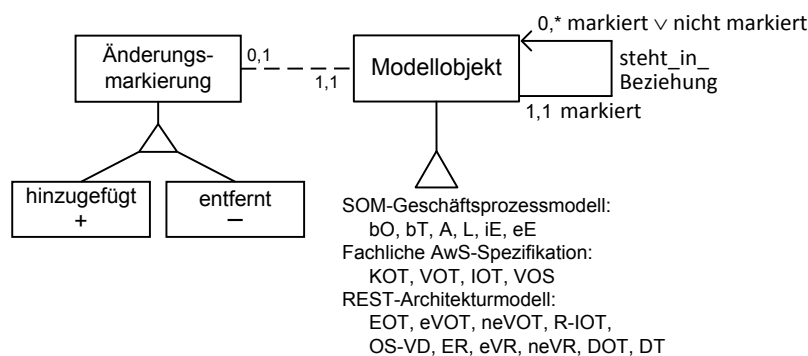 Änderungs-
markierung
0,1
1,1
Modellobjekt
0,* markiert ∨ nicht markiert
steht_in_
Beziehung
1,1 markiert
hinzugefügt
+
entfernt
–
SOM-Geschäftsprozessmodell:
bO, bT, A, L, iE, eE
Fachliche AwS-Spezifikation:
KOT, VOT, IOT, VOS
REST-Architekturmodell:
EOT, eVOT, neVOT, R-IOT,
OS-VD, ER, eVR, neVR, DOT, DT